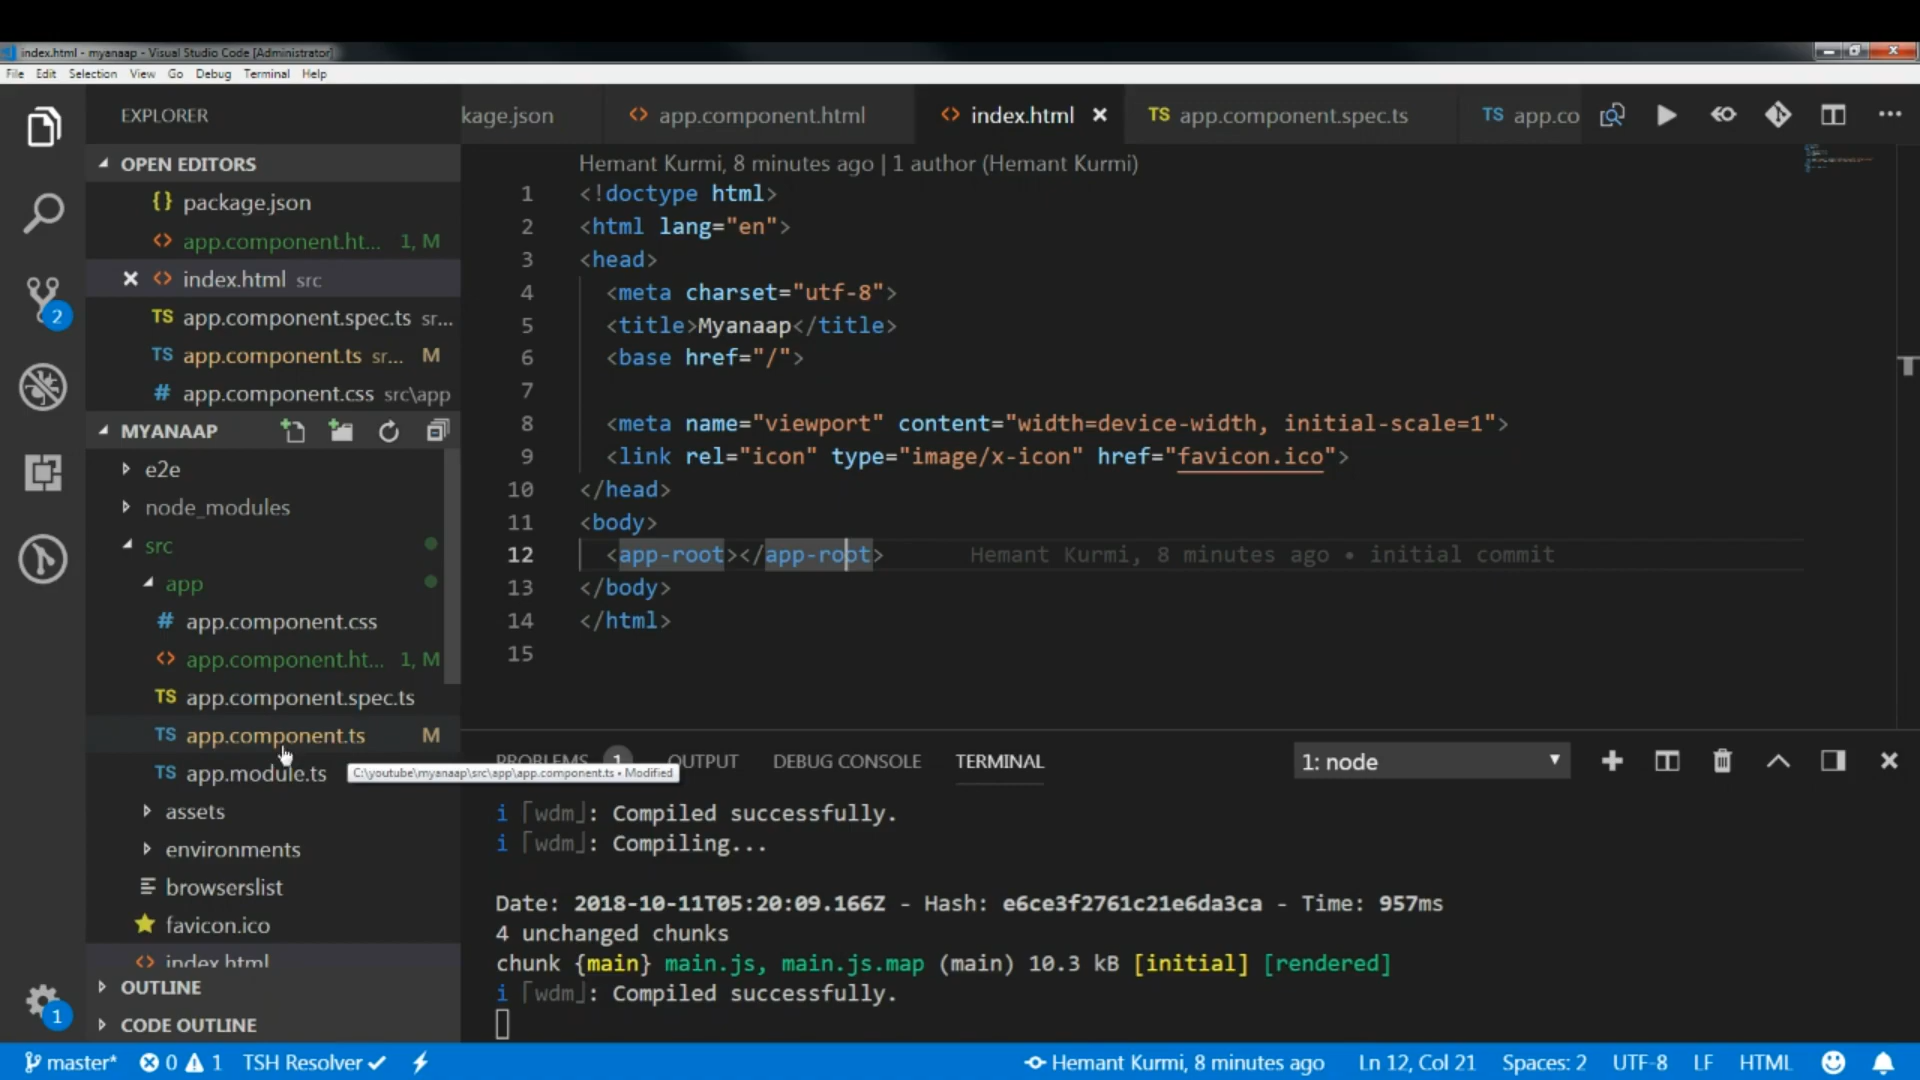 index.html - myanaap - Visual Studio Code [Administrator]
File Edit Selection View Go Debug Terminal Help
EXPLORER
kage.json
<> app.component.html
<> index.html ×
TS app.component.spec.ts
TS app.co
OPEN EDITORS
{} package.json
<> app.component.ht... 1, M
× <> index.html src
TS app.component.spec.ts sr...
TS app.component.ts sr... M
# app.component.css src\app
MYANAAP
e2e
node_modules
src
app
# app.component.css
<> app.component.ht... 1, M
TS app.component.spec.ts
TS app.component.ts M
TS app.module.ts
C:\youtube\myanaap\src\app\app.component.ts • Modified
assets
environments
browserslist
favicon.ico
<> index.html
OUTLINE
CODE OUTLINE
2
1
Hemant Kurmi, 8 minutes ago | 1 author (Hemant Kurmi)
1 <!doctype html>
2 <html lang="en">
3 <head>
4 <meta charset="utf-8">
5 <title>Myanaap</title>
6 <base href="/">
7
8 <meta name="viewport" content="width=device-width, initial-scale=1">
9 <link rel="icon" type="image/x-icon" href="favicon.ico">
10 </head>
11 <body>
12 <app-root></app-root> Hemant Kurmi, 8 minutes ago • initial commit
13 </body>
14 </html>
15
PROBLEMS 1 OUTPUT DEBUG CONSOLE TERMINAL 1: node
i ｢wdm｣: Compiled successfully.
i ｢wdm｣: Compiling...
Date: 2018-10-11T05:20:09.166Z - Hash: e6ce3f2761c21e6da3ca - Time: 957ms
4 unchanged chunks
chunk {main} main.js, main.js.map (main) 10.3 kB [initial] [rendered]
i ｢wdm｣: Compiled successfully.
master* 0 1 TSH Resolver ✓ Hemant Kurmi, 8 minutes ago Ln 12, Col 21 Spaces: 2 UTF-8 LF HTML